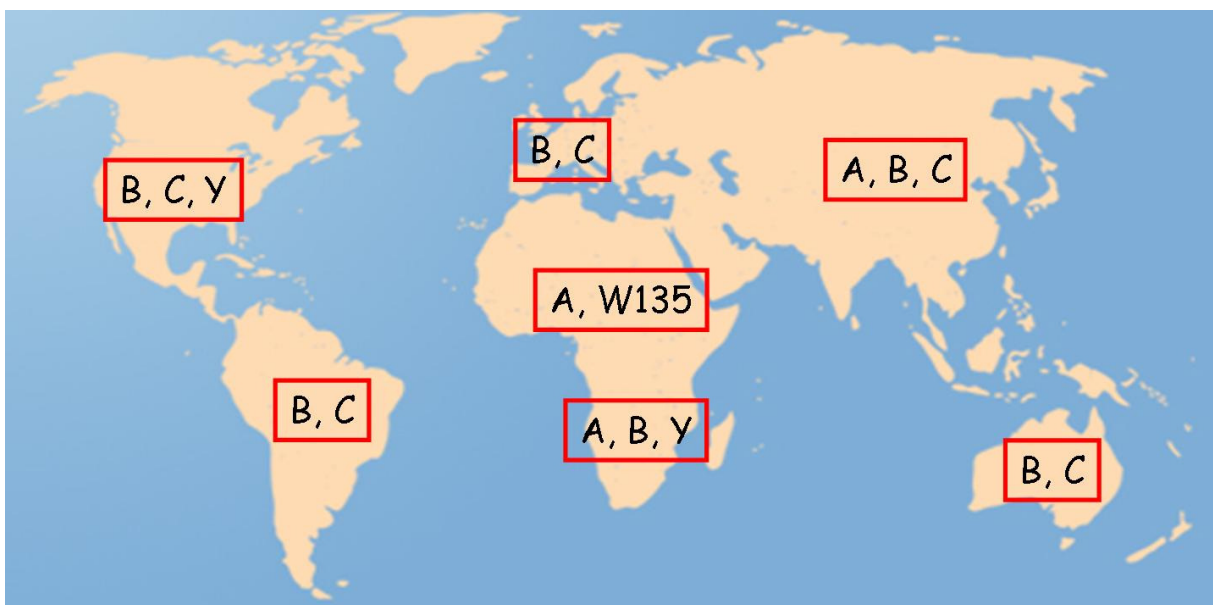 B, C
A, B, C
B, C, Y
A, W135
B, C
A, B, Y
B, C